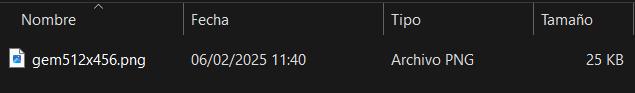 Nombre Fecha Tipo Tamaño
gem512x456.png 06/02/2025 11:40 Archivo PNG 25 KB